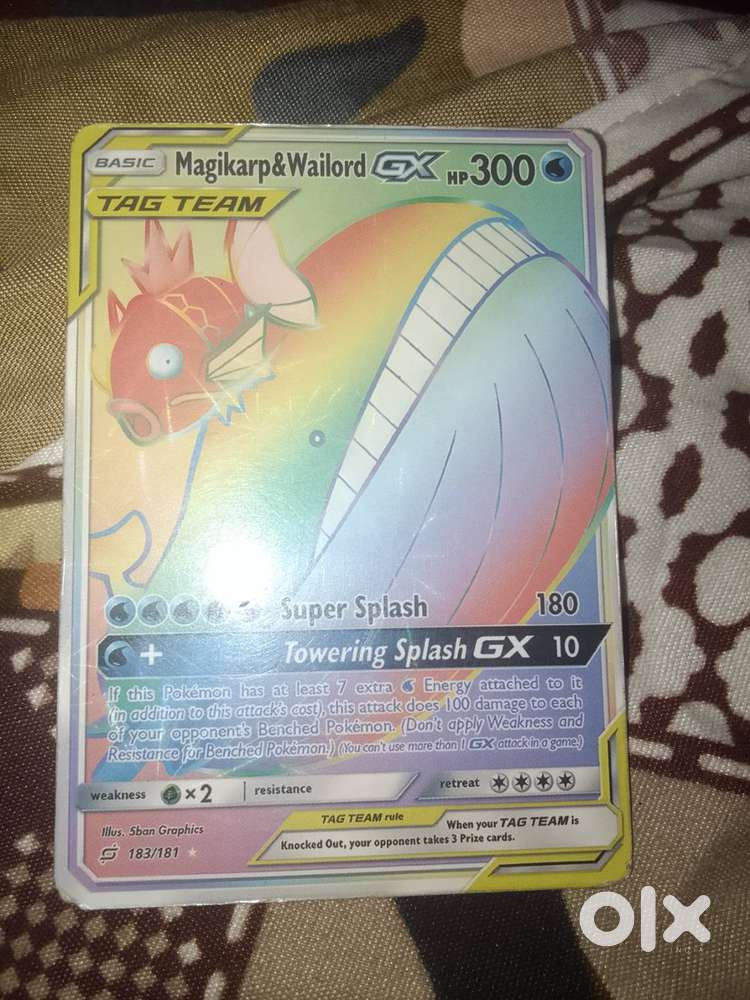 BASIC Magikarp&Wailord GX HP300
TAG TEAM
Super Splash 180
+ Towering Splash GX 10
If this Pokémon has at least 7 extra Energy attached to it
(in addition to this attack's cost), this attack does 100 damage to each
of your opponent's Benched Pokémon. (Don't apply Weakness and
Resistance for Benched Pokémon.) (You can't use more than 1 GX attack in a game.)
weakness ×2 resistance retreat
Illus. 5ban Graphics
183/181
TAG TEAM rule When your TAG TEAM is
Knocked Out, your opponent takes 3 Prize cards.
olx